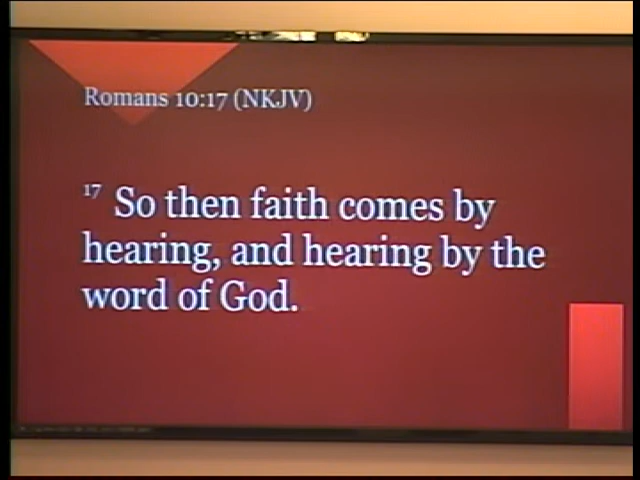 Romans 10:17 (NKJV)
17 So then faith comes by
hearing, and hearing by the
word of God.